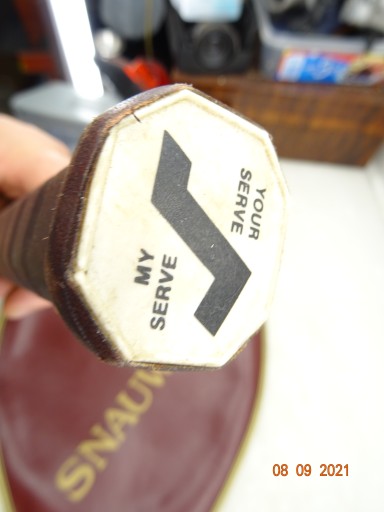 YOUR
SERVE
MY
SERVE
SNAUW
08 09 2021